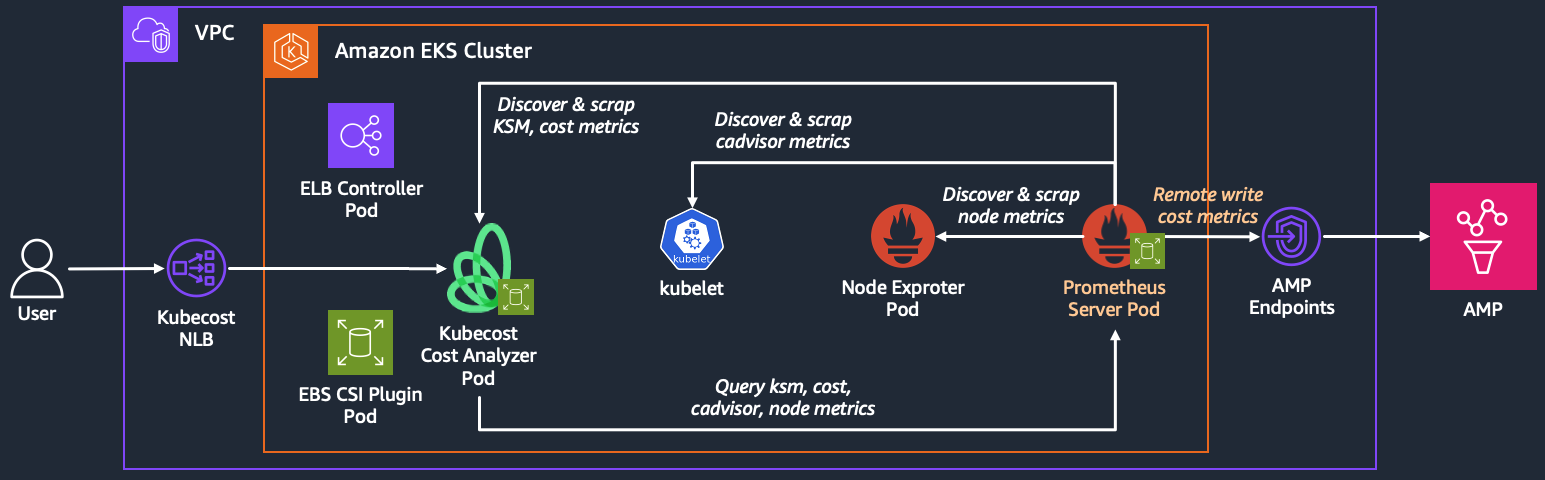 VPC
Amazon EKS Cluster
Discover & scrap
KSM, cost metrics
Discover & scrap
cadvisor metrics
ELB Controller
Pod
Discover & scrap
node metrics
Remote write
cost metrics
kubelet
User
Kubecost
NLB
Kubecost
Cost Analyzer
Pod
kubelet
Node Exproter
Pod
Prometheus
Server Pod
AMP
Endpoints
AMP
EBS CSI Plugin
Pod
Query ksm, cost,
cadvisor, node metrics
K